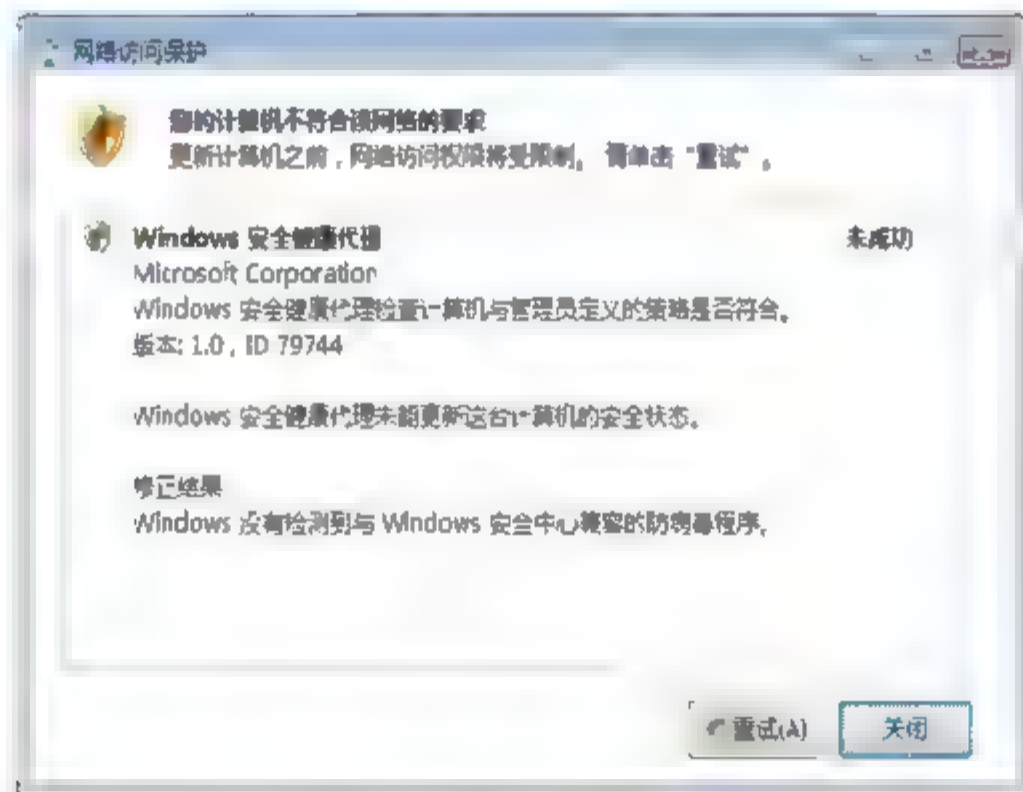 网络访问保护
您的计算机不符合该网络的要求
更新计算机之前，网络访问权限将受限制。 请单击“重试”。
Windows 安全健康代理
未成功
Microsoft Corporation
Windows 安全健康代理检查计算机与管理员定义的策略是否符合。
版本: 1.0 , ID 79744
Windows 安全健康代理未能更新这台计算机的安全状态。
修正结果
Windows 没有检测到与 Windows 安全中心兼容的防病毒程序。
重试(A)
关闭